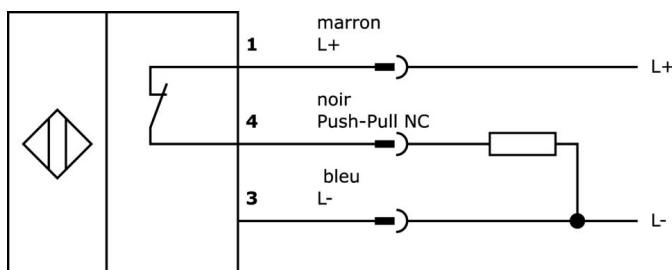 marron
1 L+
L+
noir
4 Push-Pull NC
bleu
3 L-
L-